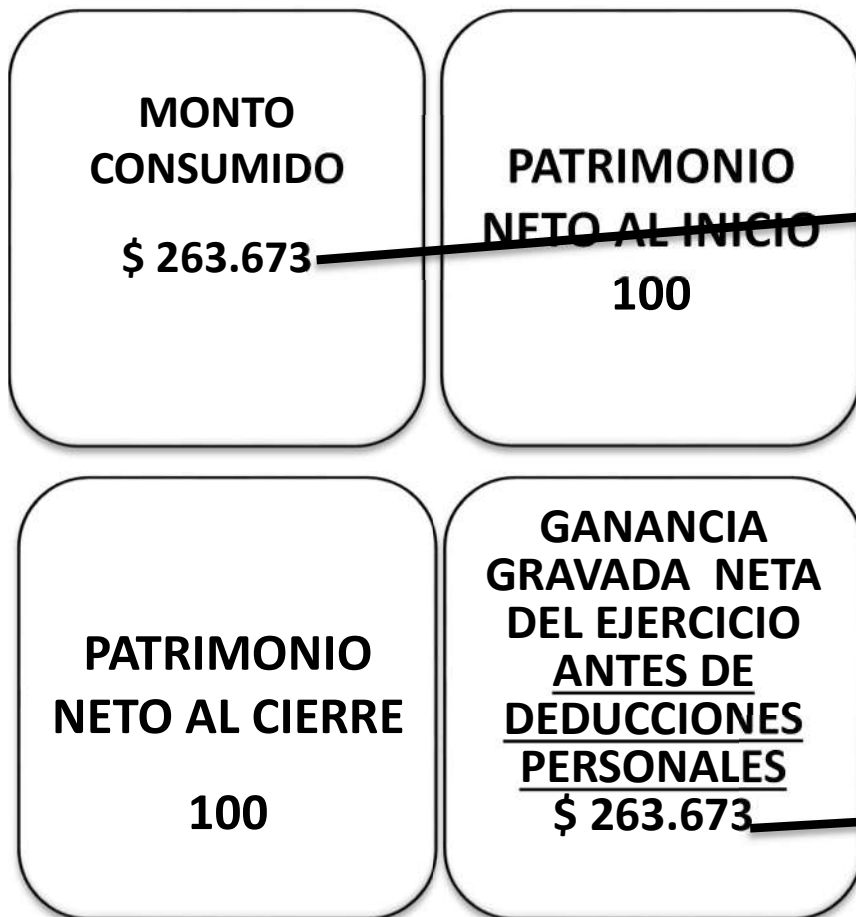 MONTO
CONSUMIDO
$ 263.673
PATRIMONIO
NETO AL INICIO
100
PATRIMONIO
NETO AL CIERRE
100
GANANCIA
GRAVADA NETA
DEL EJERCICIO
ANTES DE
DEDUCCIONES
PERSONALES
$ 263.673